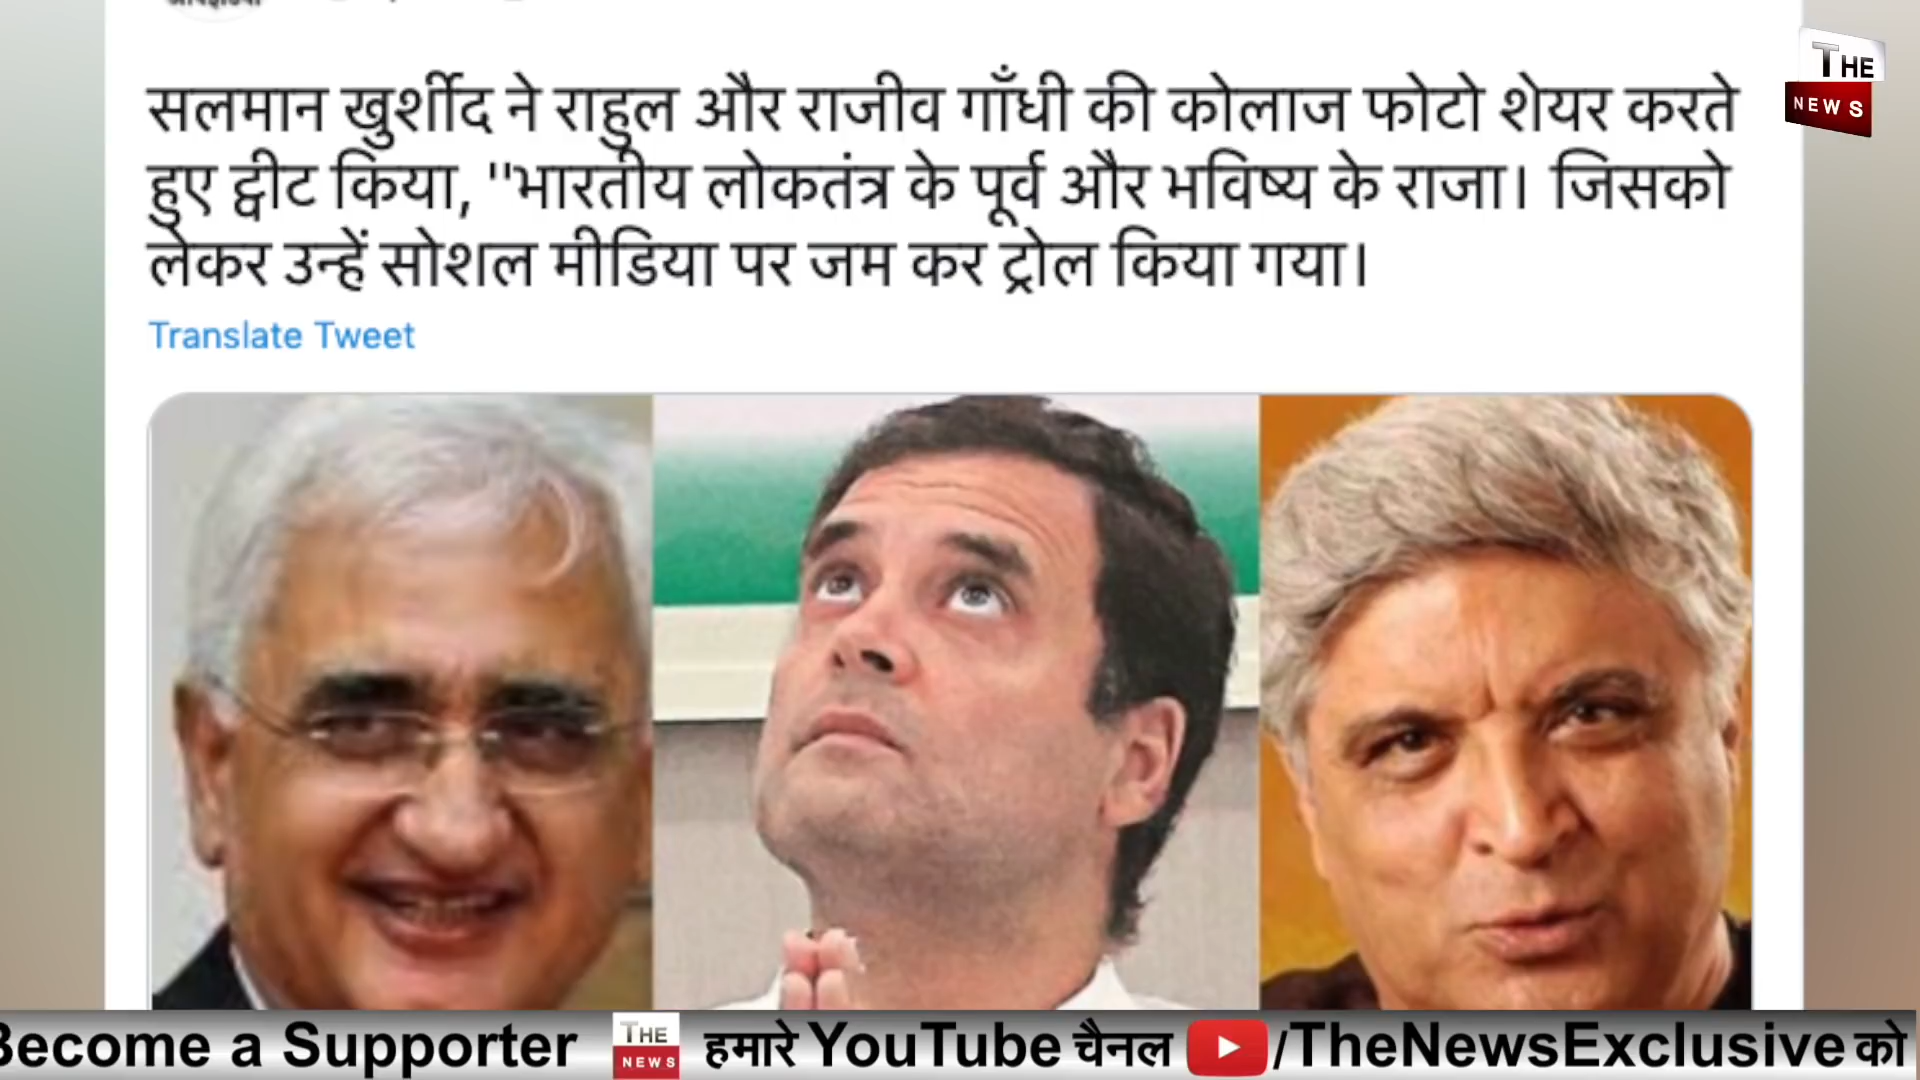 THE
NEWS
सलमान खुर्शीद ने राहुल और राजीव गाँधी की कोलाज फोटो शेयर करते
हुए ट्वीट किया, "भारतीय लोकतंत्र के पूर्व और भविष्य के राजा। जिसको
लेकर उन्हें सोशल मीडिया पर जम कर ट्रोल किया गया।
Translate Tweet
Become a Supporter THE NEWS हमारे YouTube चैनल /TheNewsExclusive को